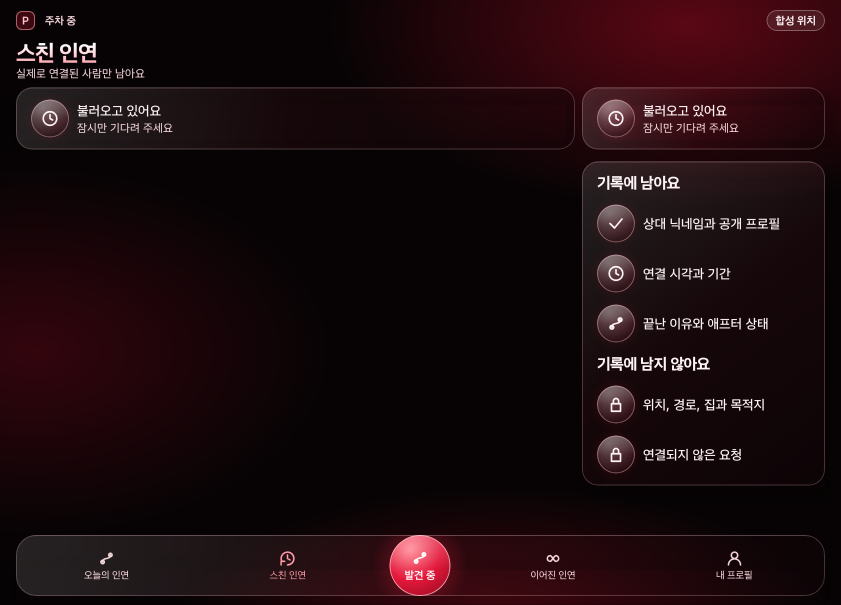 P 주차 중
합성 위치
스친 인연
실제로 연결된 사람만 남아요
불러오고 있어요
잠시만 기다려 주세요
불러오고 있어요
잠시만 기다려 주세요
기록에 남아요
상대 닉네임과 공개 프로필
연결 시각과 기간
끝난 이유와 애프터 상태
기록에 남지 않아요
위치, 경로, 집과 목적지
연결되지 않은 요청
오늘의 인연
스친 인연
발견 중
이어진 인연
내 프로필